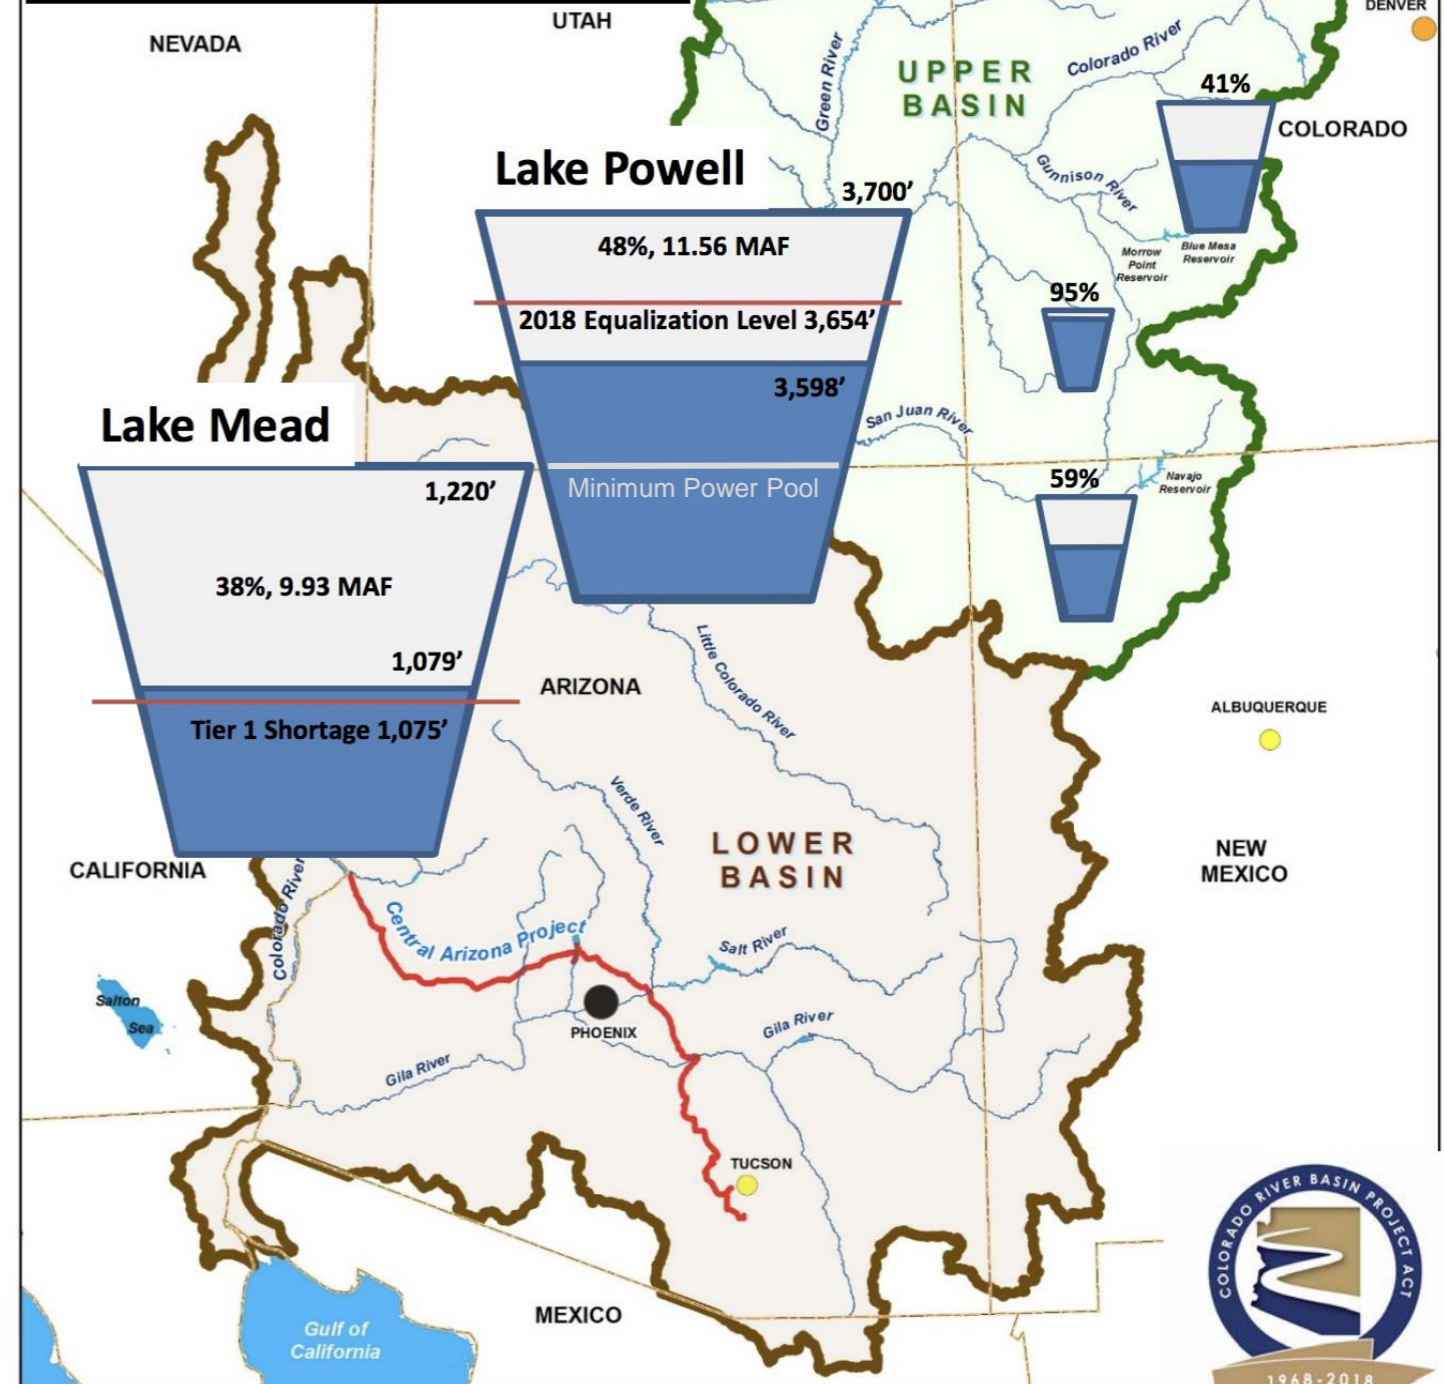 UTAH
DENVER
NEVADA
Green River
Colorado River
UPPER
BASIN
41%
COLORADO
Lake Powell
3,700’
Gunnison River
48%, 11.56 MAF
Morrow
Point
Reservoir
Blue Mesa
Reservoir
95%
2018 Equalization Level 3,654’
3,598’
San Juan River
Lake Mead
Minimum Power Pool
59%
Navajo
Reservoir
1,220’
38%, 9.93 MAF
1,079’
Tier 1 Shortage 1,075’
ARIZONA
Little Colorado River
ALBUQUERQUE
Verde River
LOWER
BASIN
NEW
MEXICO
CALIFORNIA
Colorado River
Central Arizona Project
Salt River
Salton
Sea
PHOENIX
Gila River
Gila River
TUCSON
MEXICO
Gulf of
California
COLORADO RIVER BASIN PROJECT ACT
1968-2018